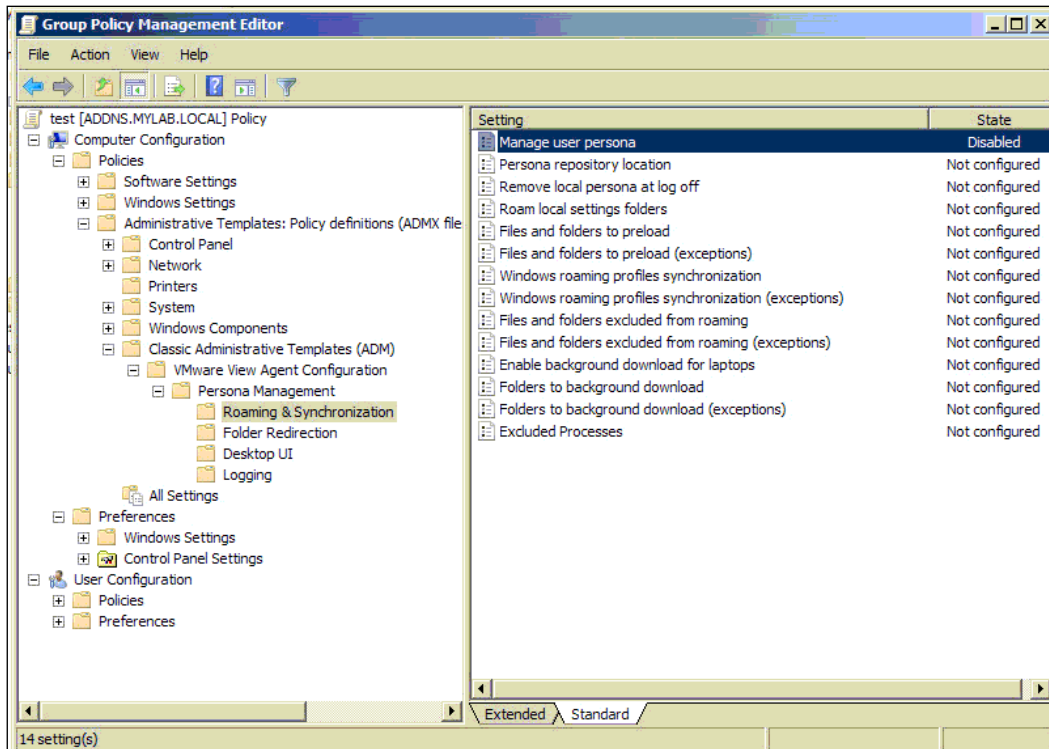 Group Policy Management Editor
File Action View Help
test [ADDNS.MYLAB.LOCAL] Policy
Computer Configuration
Policies
Software Settings
Windows Settings
Administrative Templates: Policy definitions (ADMX file
Control Panel
Network
Printers
System
Windows Components
Classic Administrative Templates (ADM)
VMware View Agent Configuration
Persona Management
Roaming & Synchronization
Folder Redirection
Desktop UI
Logging
All Settings
Preferences
Windows Settings
Control Panel Settings
User Configuration
Policies
Preferences
Setting State
Manage user persona Disabled
Persona repository location Not configured
Remove local persona at log off Not configured
Roam local settings folders Not configured
Files and folders to preload Not configured
Files and folders to preload (exceptions) Not configured
Windows roaming profiles synchronization Not configured
Windows roaming profiles synchronization (exceptions) Not configured
Files and folders excluded from roaming Not configured
Files and folders excluded from roaming (exceptions) Not configured
Enable background download for laptops Not configured
Folders to background download Not configured
Folders to background download (exceptions) Not configured
Excluded Processes Not configured
Extended Standard
14 setting(s)